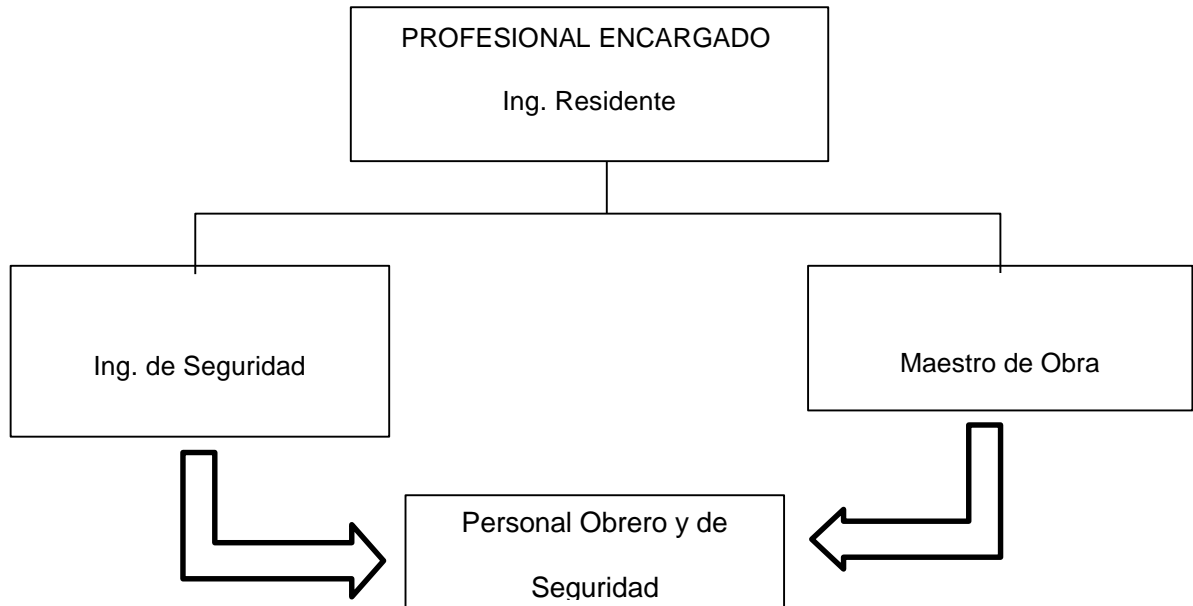 PROFESIONAL ENCARGADO
Ing. Residente
Ing. de Seguridad
Maestro de Obra
Personal Obrero y de
Seguridad